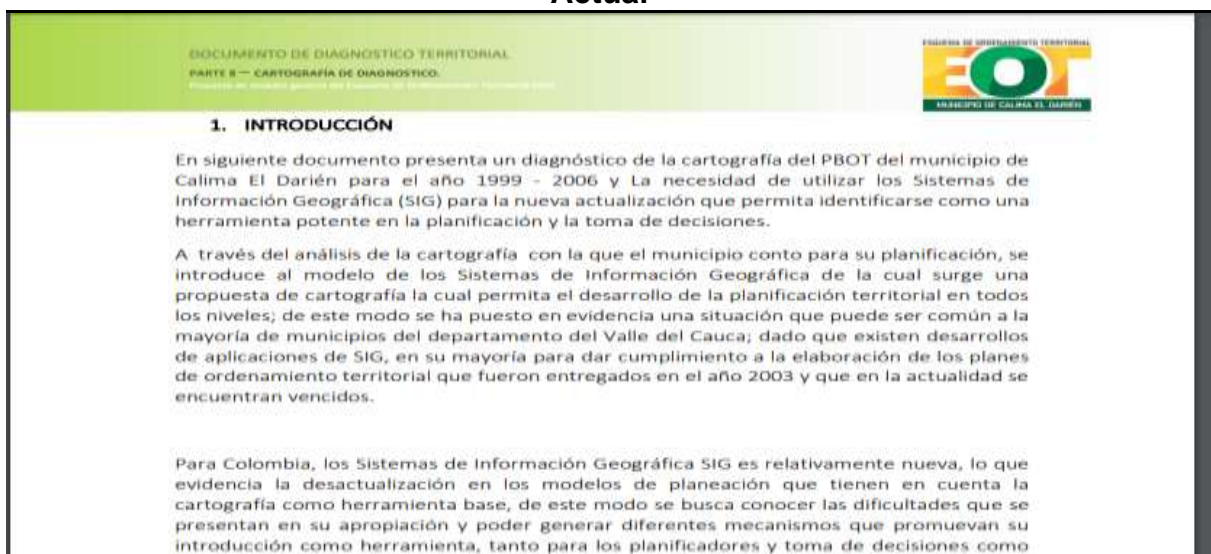 Actual
DOCUMENTO DE DIAGNOSTICO TERRITORIAL
PARTE II — CARTOGRAFÍA DE DIAGNOSTICO.
ESQUEMA DE ORDENAMIENTO TERRITORIAL
EOT
MUNICIPIO DE CALIMA EL DARIÉN
1. INTRODUCCIÓN
En siguiente documento presenta un diagnóstico de la cartografía del PBOT del municipio de
Calima El Darién para el año 1999 - 2006 y La necesidad de utilizar los Sistemas de
Información Geográfica (SIG) para la nueva actualización que permita identificarse como una
herramienta potente en la planificación y la toma de decisiones.
A través del análisis de la cartografía con la que el municipio conto para su planificación, se
introduce al modelo de los Sistemas de Información Geográfica de la cual surge una
propuesta de cartografía la cual permita el desarrollo de la planificación territorial en todos
los niveles; de este modo se ha puesto en evidencia una situación que puede ser común a la
mayoría de municipios del departamento del Valle del Cauca; dado que existen desarrollos
de aplicaciones de SIG, en su mayoría para dar cumplimiento a la elaboración de los planes
de ordenamiento territorial que fueron entregados en el año 2003 y que en la actualidad se
encuentran vencidos.
Para Colombia, los Sistemas de Información Geográfica SIG es relativamente nueva, lo que
evidencia la desactualización en los modelos de planeación que tienen en cuenta la
cartografía como herramienta base, de este modo se busca conocer las dificultades que se
presentan en su apropiación y poder generar diferentes mecanismos que promuevan su
introducción como herramienta, tanto para los planificadores y toma de decisiones como